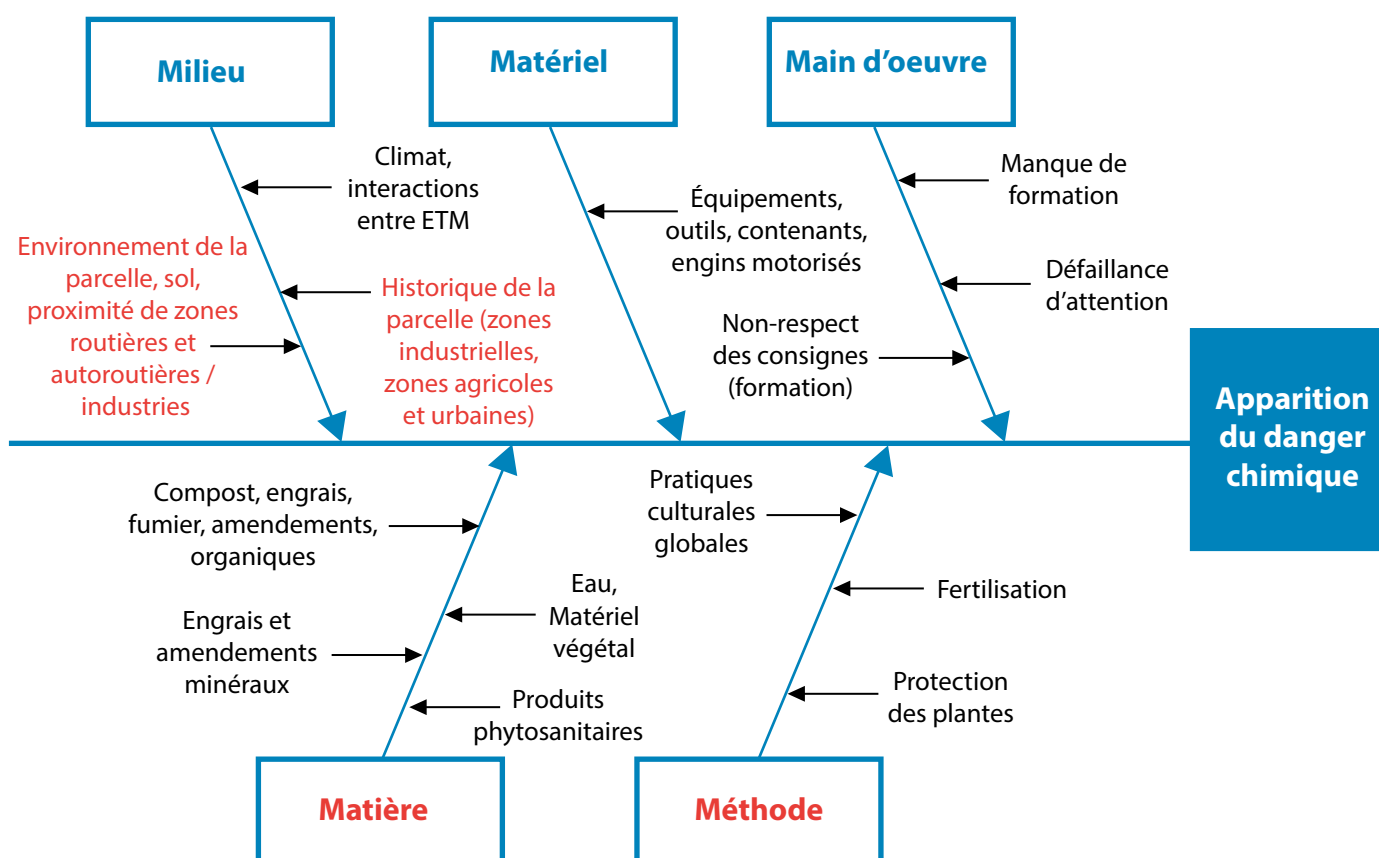 Milieu
Matériel
Main d'oeuvre
Climat,
interactions
entre ETM
Environnement de la
parcelle, sol,
proximité de zones
routières et
autoroutières /
industries
Historique de la
parcelle (zones
industrielles,
zones agricoles
et urbaines)
Équipements,
outils, contenants,
engins motorisés
Manque de
formation
Défaillance
d'attention
Non-respect
des consignes
(formation)
Apparition
du danger
chimique
Compost, engrais,
fumier, amendements,
organiques
Eau,
Matériel
végétal
Engrais et
amendements
minéraux
Produits
phytosanitaires
Pratiques
culturales
globales
Fertilisation
Protection
des plantes
Matière
Méthode